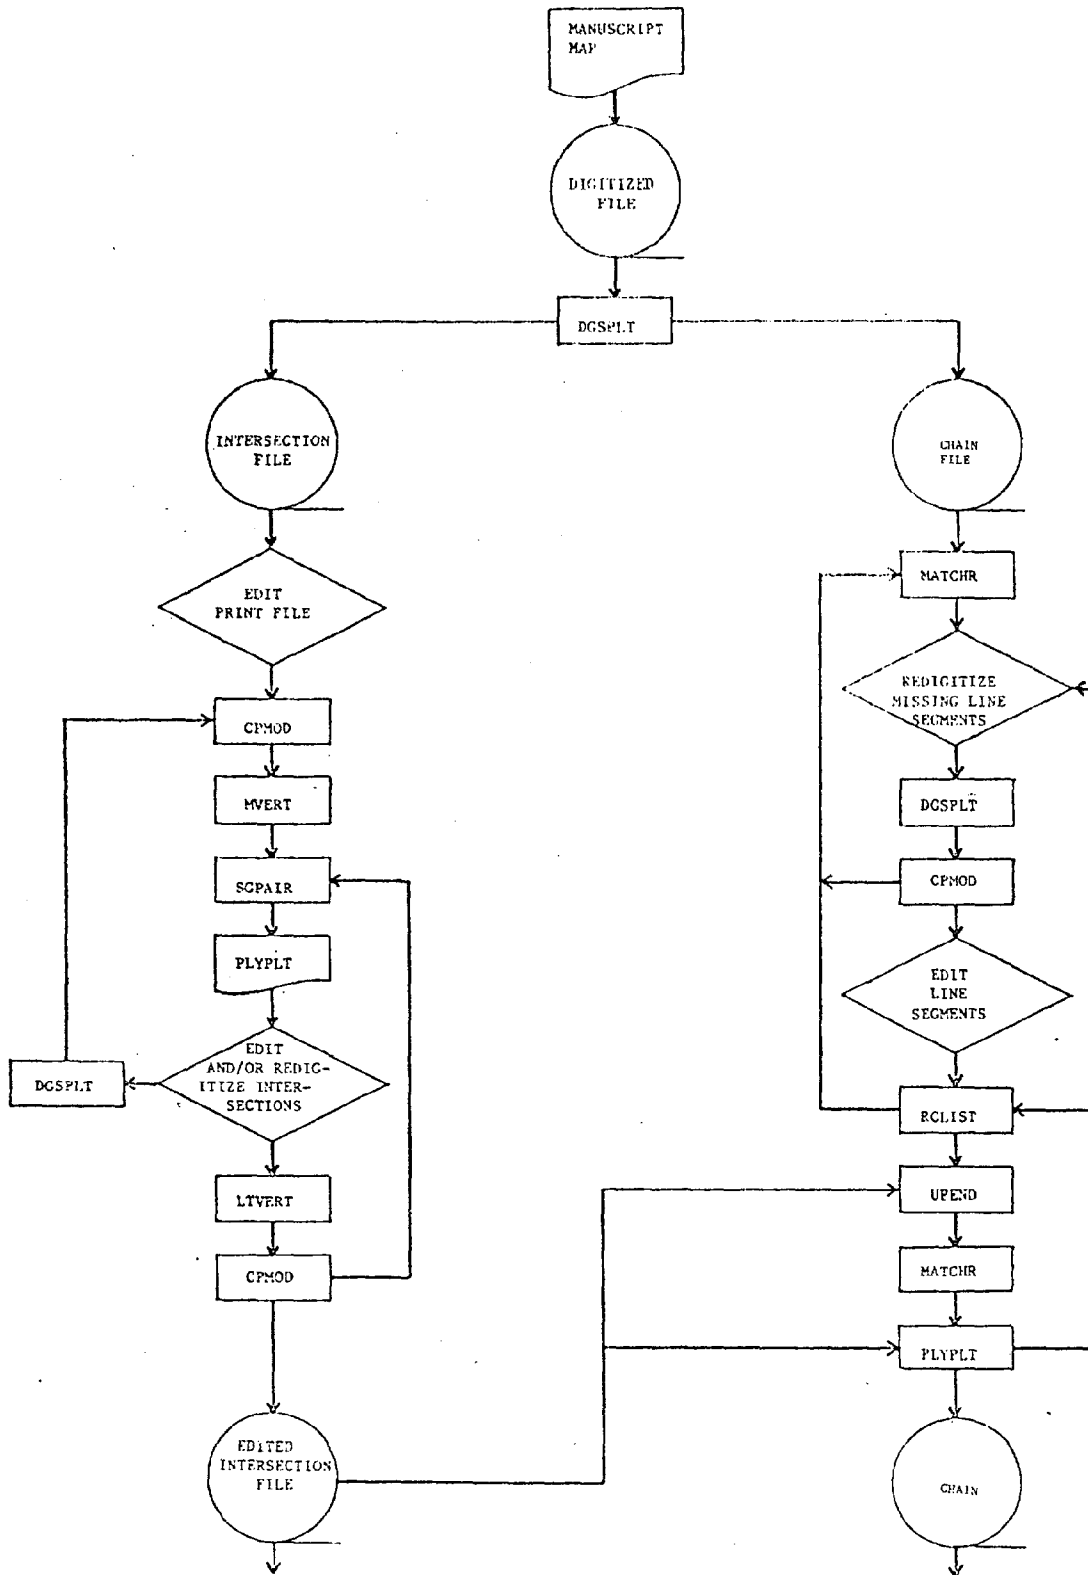 MANUSCRIPT
MAP
DIGITIZED
FILE
DGSPLT
INTERSECTION
FILE
EDIT
PRINT FILE
CPMOD
MVERT
SGPAIR
PLYPLT
EDIT
AND/OR REDIG-
ITIZE INTER-
SECTIONS
DGSPLT
LTVERT
CPMOD
EDITED
INTERSECTION
FILE
CHAIN
FILE
MATCHR
REDIGITIZE
MISSING LINE
SEGMENTS
DGSPLT
CPMOD
EDIT
LINE
SEGMENTS
RCLIST
UPEND
MATCHR
PLYPLT
CHAIN